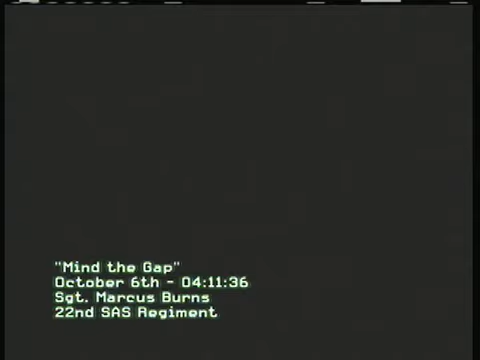 "Mind the Gap"
October 6th - 04:11:36
Sgt. Marcus Burns
22nd SAS Regiment